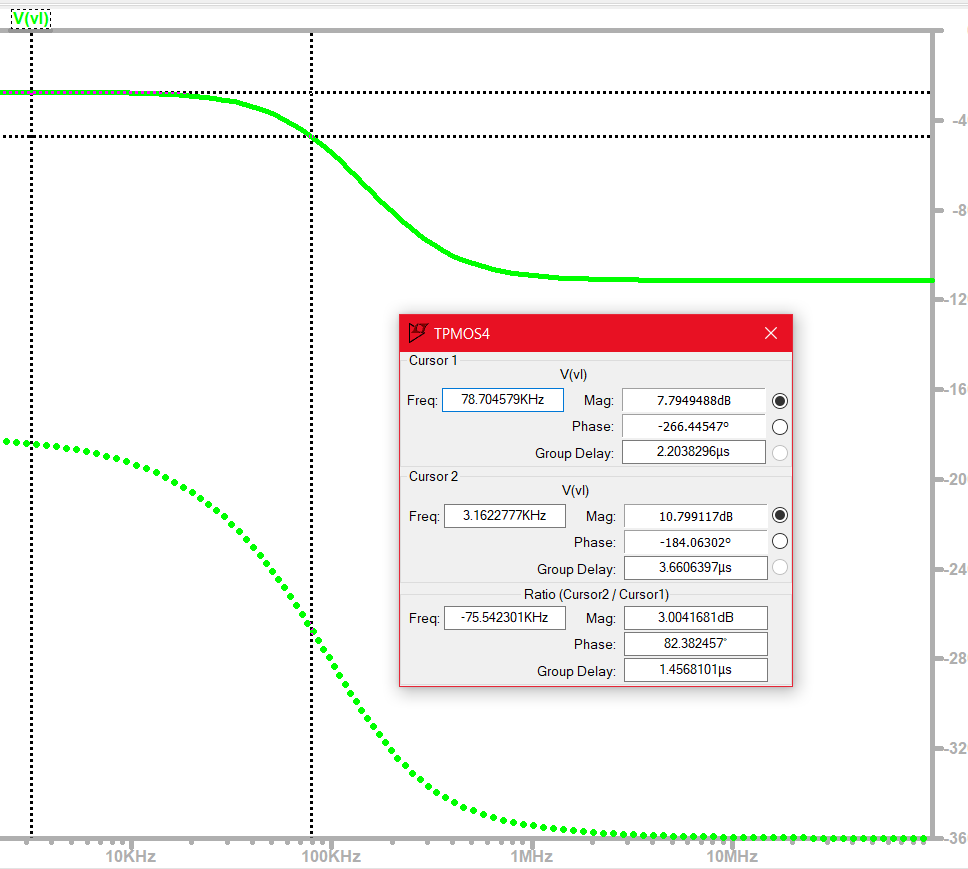 V(vl)
-4
-8
-12
-16
-20
-24
-28
-32
-36
10KHz 100KHz 1MHz 10MHz
TPMOS4
Cursor 1
V(vl)
Freq: 78.704579KHz Mag: 7.7949488dB
Phase: -266.44547°
Group Delay: 2.2038296µs
Cursor 2
V(vl)
Freq: 3.1622777KHz Mag: 10.799117dB
Phase: -184.06302°
Group Delay: 3.6606397µs
Ratio (Cursor2 / Cursor1)
Freq: -75.542301KHz Mag: 3.0041681dB
Phase: 82.382457°
Group Delay: 1.4568101µs